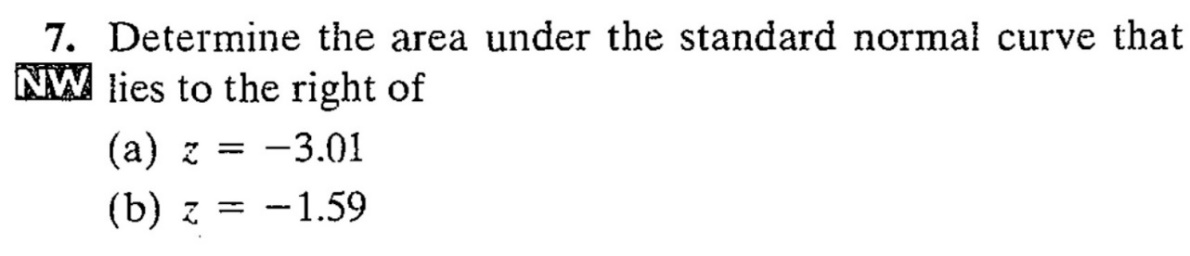 7. Determine the area under the standard normal curve that
NW lies to the right of
(a) z = −3.01
(b) z = −1.59